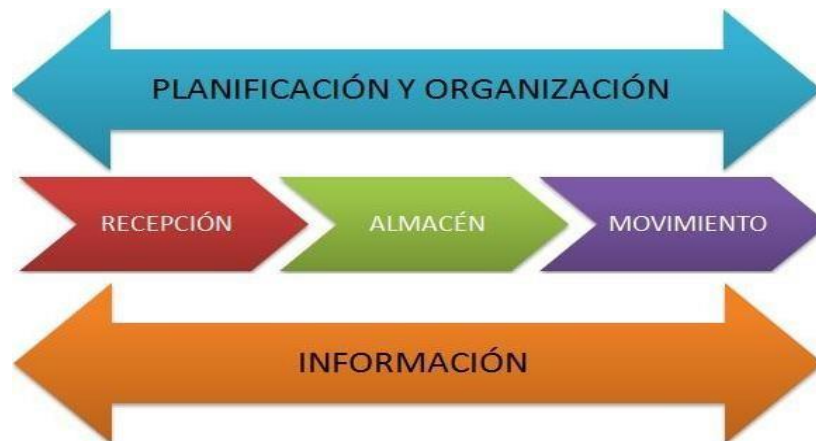 PLANIFICACIÓN Y ORGANIZACIÓN
RECEPCIÓN
ALMACÉN
MOVIMIENTO
INFORMACIÓN